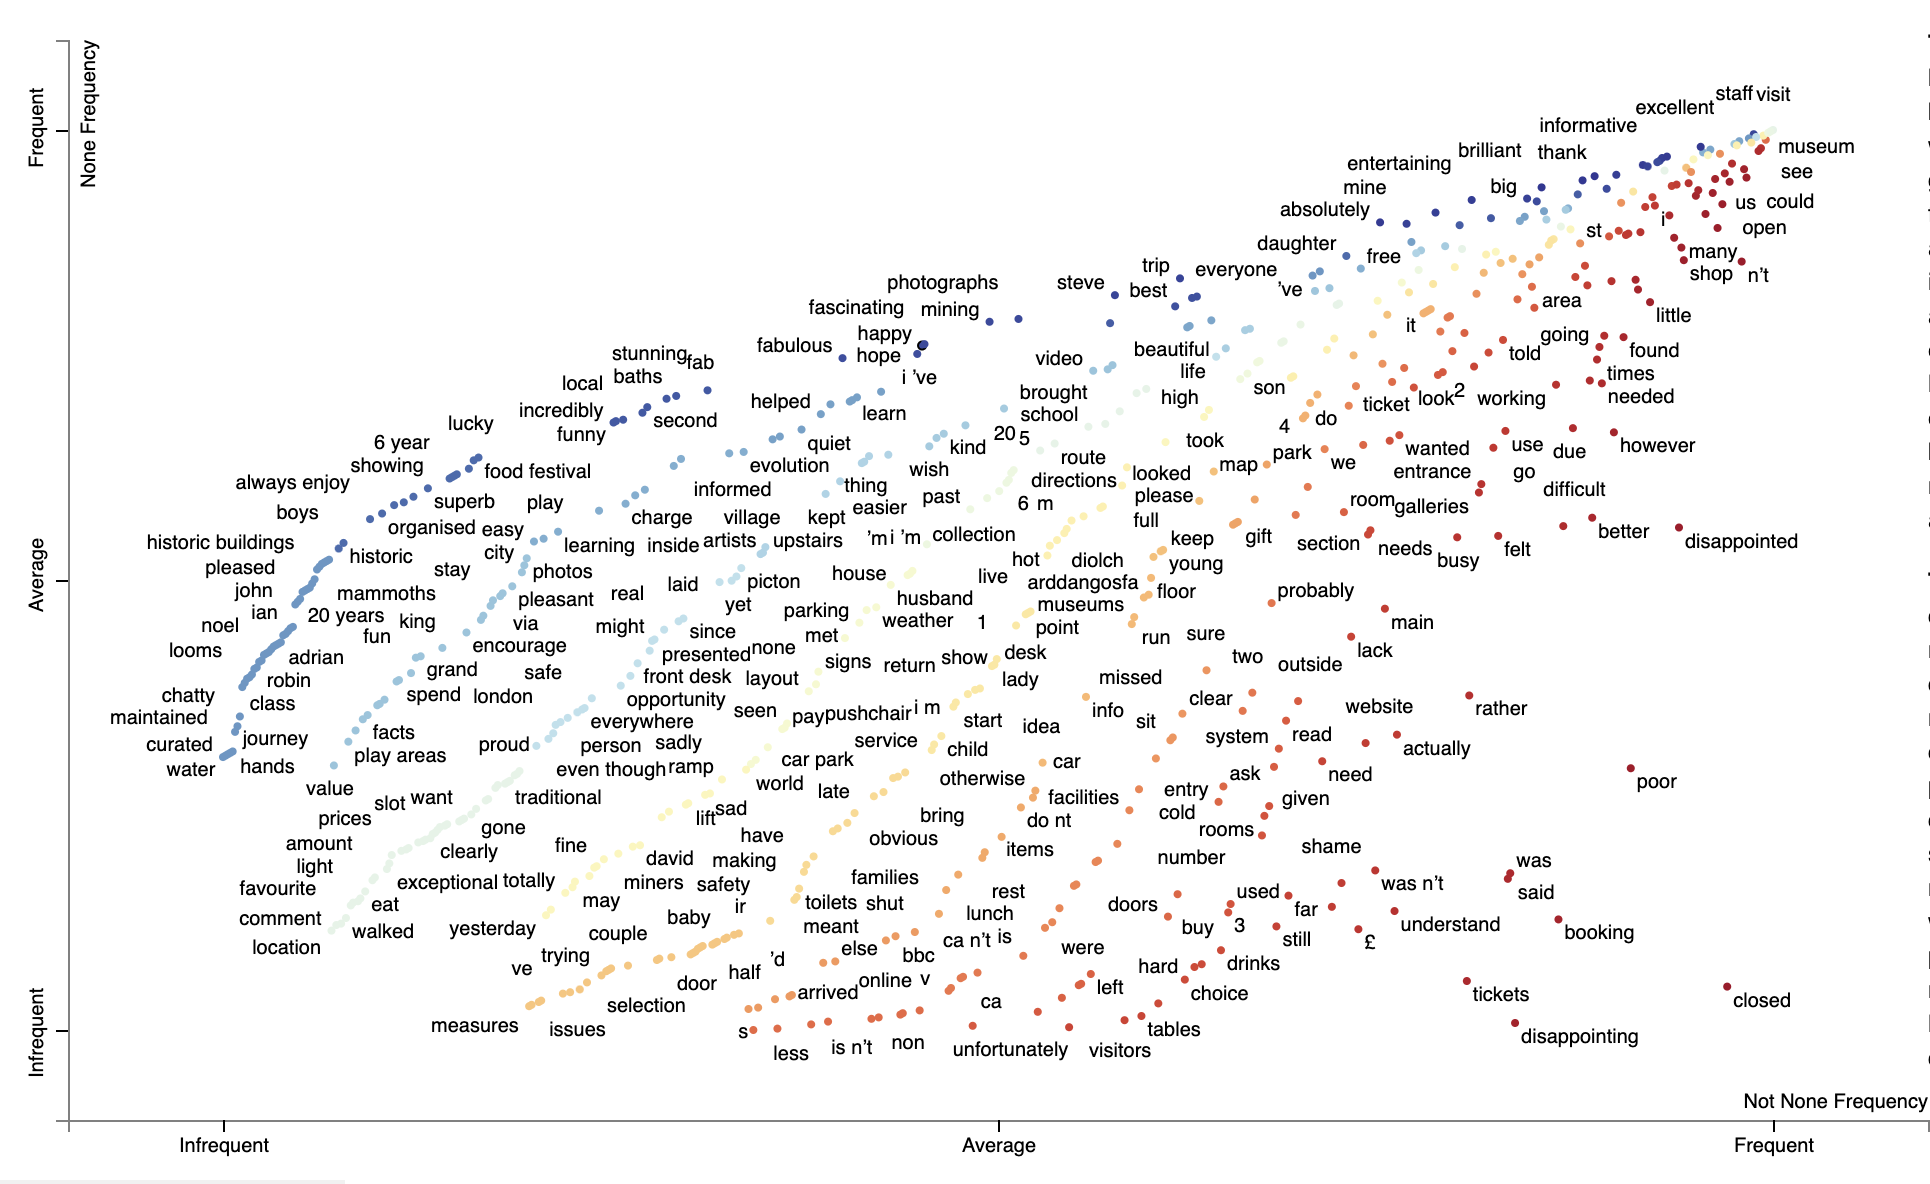 None Frequency
Frequent
Average
Infrequent
staff visit
excellent
informative
museum
brilliant thank
entertaining
see
mine
big
us could
absolutely
i
st
open
daughter
free
many
trip
everyone
shop n't
photographs
steve
best
've
area
fascinating mining
little
it
happy
going
fabulous
hope
video
beautiful
told
found
stunning fab
life
times
baths
i 've
local
brought
son
look 2 working
needed
helped
learn
school
high
ticket
incredibly
second
4
do
lucky
funny
20 5
took
use
however
6 year
quiet
kind
wanted
due
showing
food festival
evolution
wish
route
looked
map
park
we
entrance
go
always enjoy
informed
thing
directions
please
difficult
superb
play
past
6 m
room galleries
boys
easier
full
organised easy
charge
village
kept
better
historic buildings
city
learning inside artists upstairs
'm i 'm collection
keep
gift
section
needs
disappointed
pleased
historic
stay
photos
hot
diolch
young
busy
felt
john
mammoths
real
laid
picton
house
live
arddangosfa
floor
probably
ian
20 years
king
pleasant
yet
parking
husband
museums
noel
fun
via
might
since
met
weather
1
point
run
sure
main
looms
adrian
encourage
presented none
signs
return show desk
two
outside
lack
robin
grand
safe
front desk
layout
lady
missed
chatty
class
spend
london
opportunity
seen
pay pushchair i m
info
clear
website
rather
maintained
everywhere
start
idea
sit
curated
journey
facts
proud
person
sadly
service
child
system
read
actually
water
hands
play areas
even though ramp
car park
otherwise
car
ask
need
poor
value
world
late
facilities
entry
given
slot want
traditional
lift sad
bring
do nt
cold
prices
amount
gone
have
obvious
rooms
light
clearly
fine
david
making
items
number
shame
was
favourite
exceptional totally
miners
safety
families
rest
was n't
said
comment
eat
may
baby
ir
toilets shut
lunch
doors
used
far
understand
location
walked
yesterday
couple
meant
ca n't is
buy
3
still
£
booking
trying
'd
else
bbc
were
hard
drinks
ve
door
half
arrived
online v
left
choice
tickets
closed
selection
ca
measures
issues
s
tables
disappointing
less
is n't
non
unfortunately
visitors
Not None Frequency
Infrequent
Average
Frequent